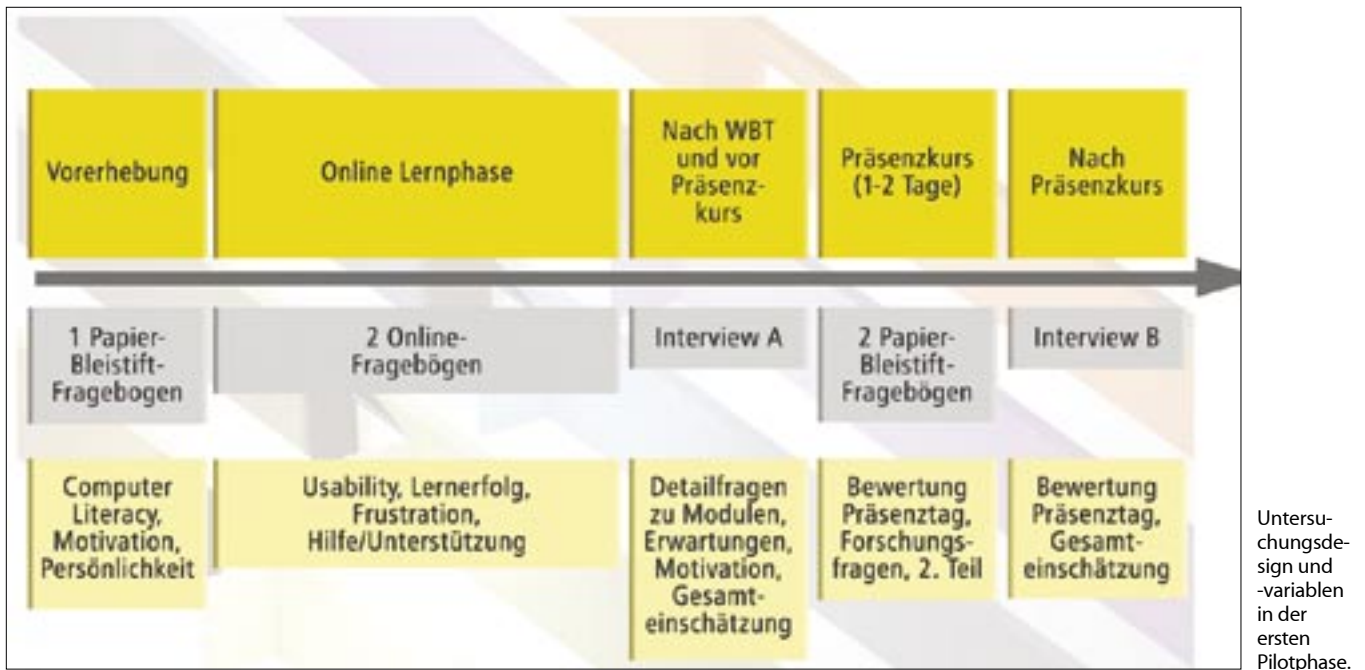 Vorerhebung
Online Lernphase
Nach WBT
und vor
Präsenz-
kurs
Präsenzkurs
(1-2 Tage)
Nach
Präsenzkurs
1 Papier-
Bleistift-
Fragebogen
2 Online-
Fragebögen
Interview A
2 Papier-
Bleistift-
Fragebögen
Interview B
Computer
Literacy,
Motivation,
Persönlichkeit
Usability, Lernerfolg,
Frustration,
Hilfe/Unterstützung
Detailfragen
zu Modulen,
Erwartungen,
Motivation,
Gesamt-
einschätzung
Bewertung
Präsenztag,
Forschungs-
fragen, 2. Teil
Bewertung
Präsenztag,
Gesamt-
einschätzung
Untersu-
chungsde-
sign und
-variablen
in der
ersten
Pilotphase.